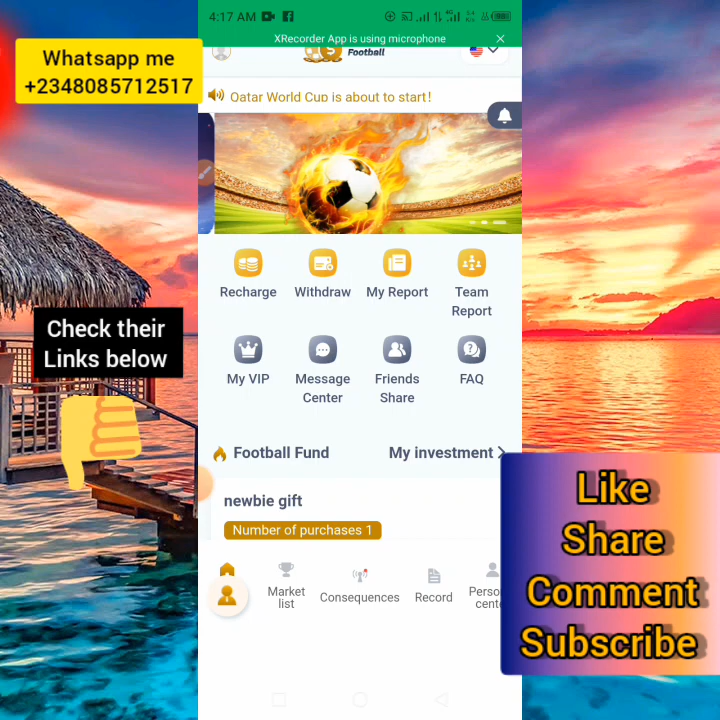 Whatsapp me
+2348085712517
4:17 AM
XRecorder App is using microphone
Football
Qatar World Cup is about to start!
Recharge
Withdraw
My Report
Team
Report
My VIP
Message
Center
Friends
Share
FAQ
Check their
Links below
Football Fund
My investment
newbie gift
Number of purchases 1
Market
list
Consequences
Record
Perso
cent
Like
Share
Comment
Subscribe